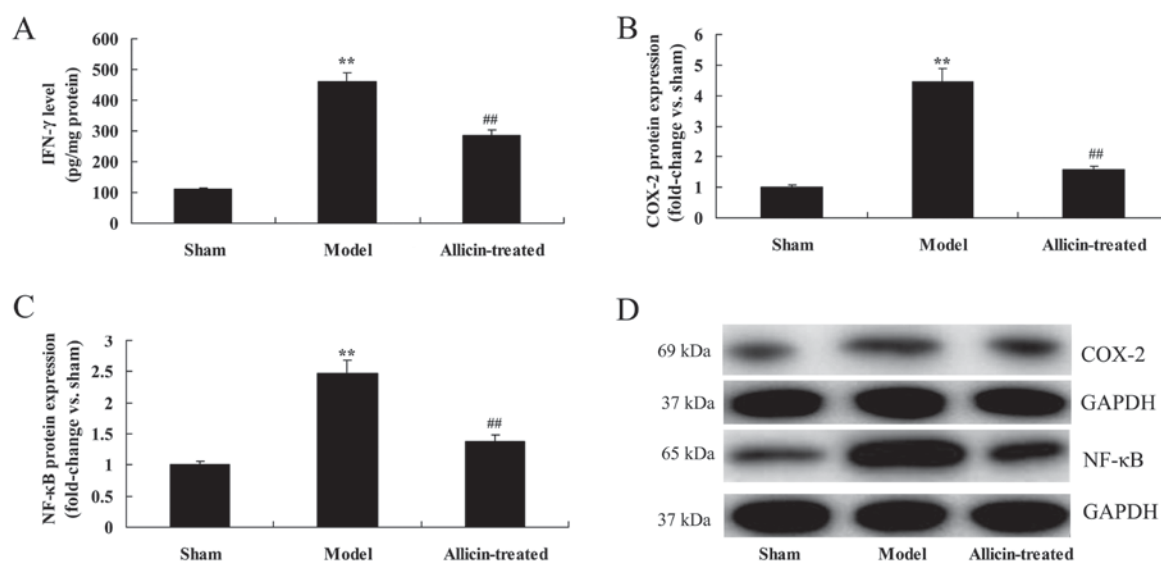 A
IFN-γ level
(pg/mg protein)
600
500
400
300
200
100
0
**
##
Sham Model Allicin-treated
B
COX-2 protein expression
(fold-change vs. sham)
6
5
4
3
2
1
0
**
##
Sham Model Allicin-treated
C
NF-κB protein expression
(fold-change vs. sham)
3
2.5
2
1.5
1
0.5
0
**
##
Sham Model Allicin-treated
D
69 kDa COX-2
37 kDa GAPDH
65 kDa NF-κB
37 kDa GAPDH
Sham Model Allicin-treated